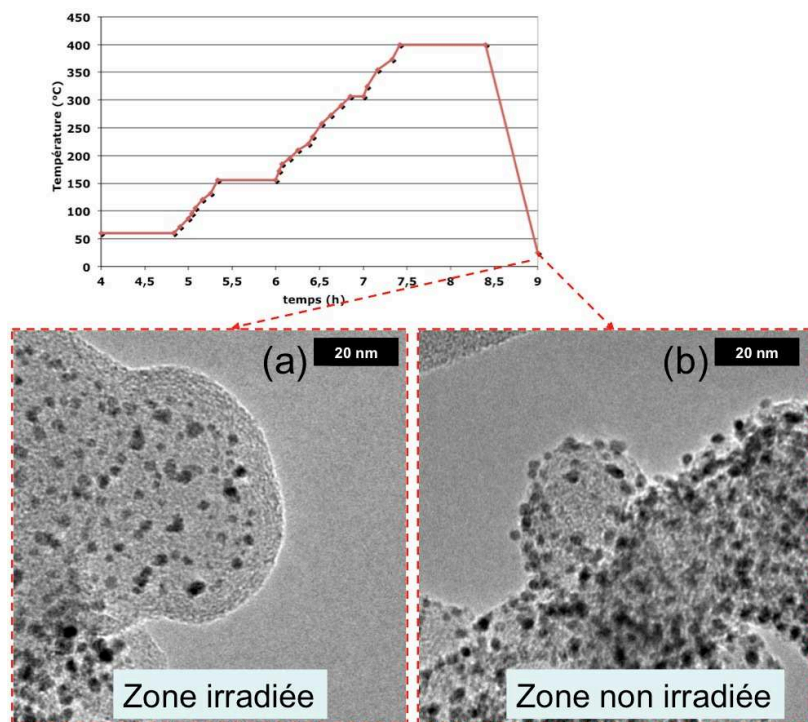 450
400
350
300
250
200
150
100
50
0
Température (°C)
4 4,5 5 5,5 6 6,5 7 7,5 8 8,5 9
temps (h)
(a) 20 nm
(b) 20 nm
Zone irradiée
Zone non irradiée